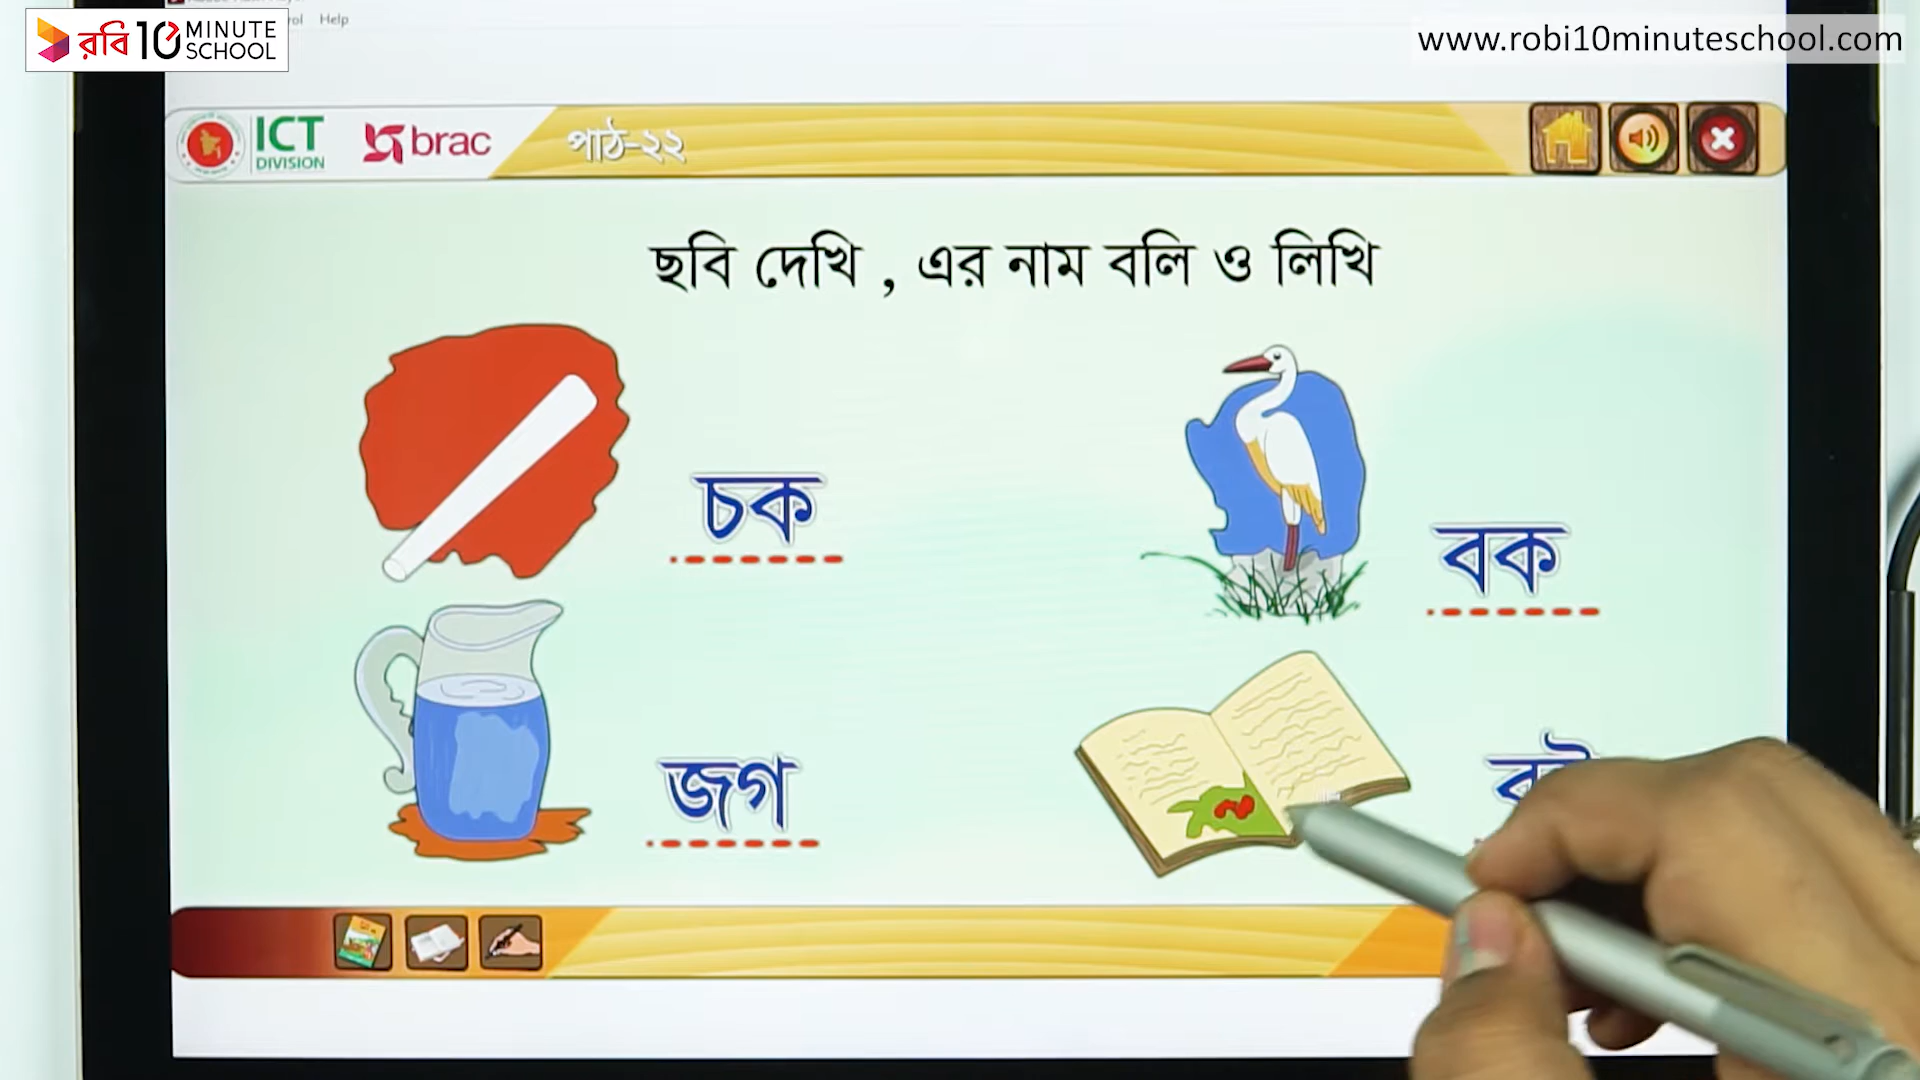 রবি 10 MINUTE SCHOOL
Help
www.robi10minuteschool.com
ICT DIVISION
brac
পাঠ-২২
ছবি দেখি , এর নাম বলি ও লিখি
চক
বক
জগ